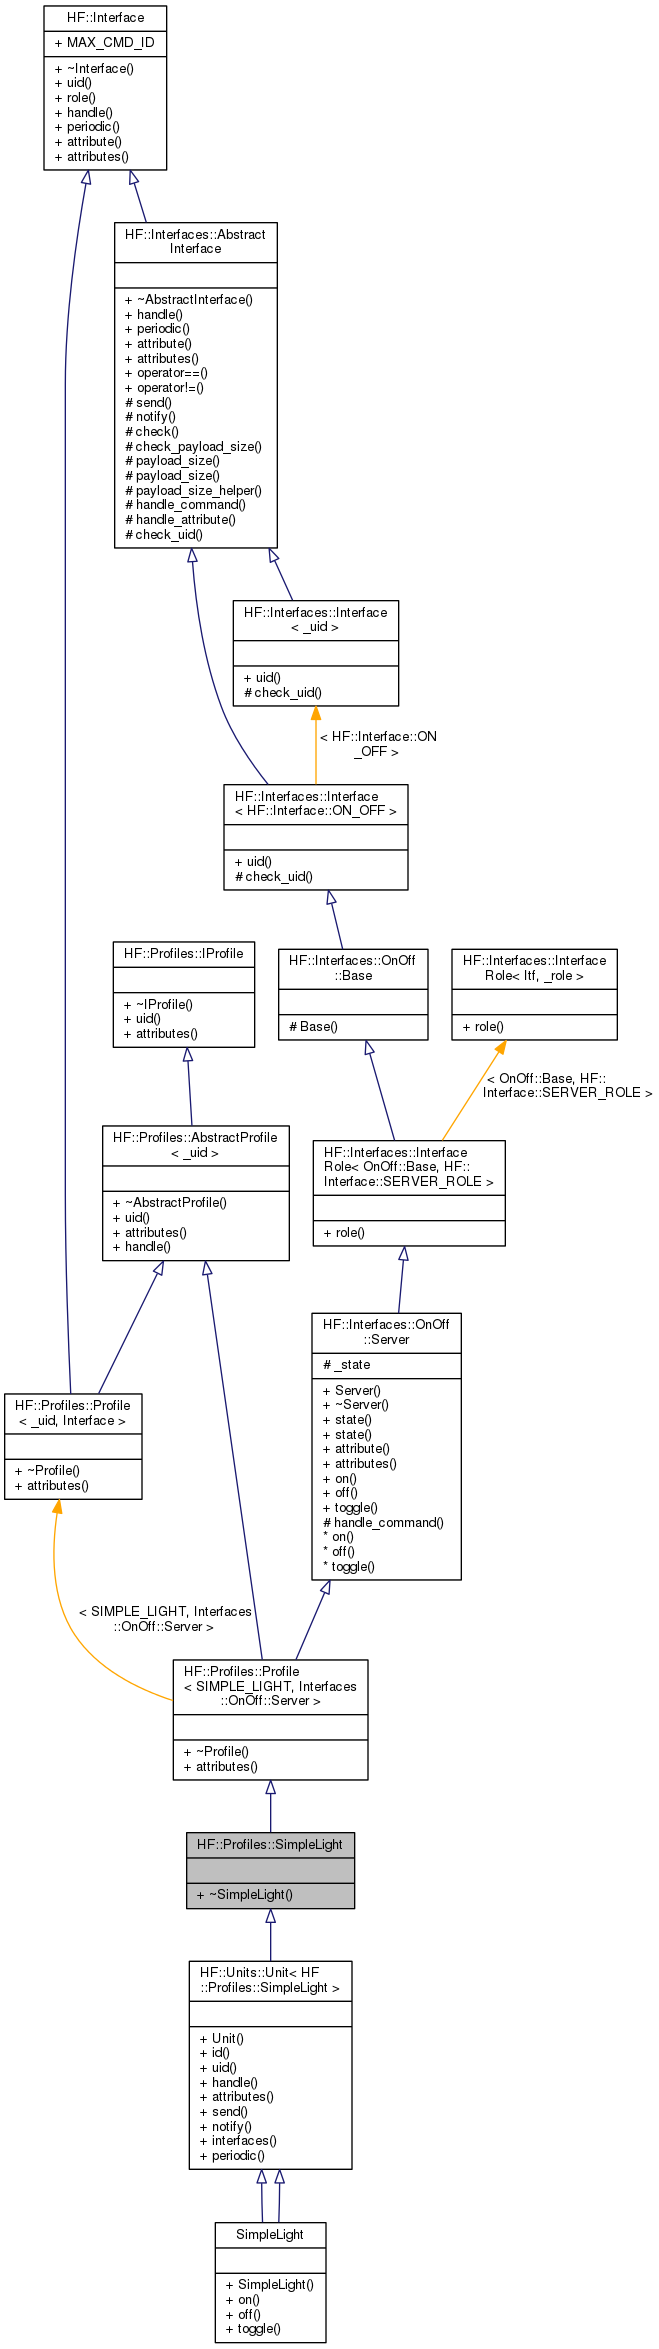 HF::Interface
+ MAX_CMD_ID
+ ~Interface()
+ uid()
+ role()
+ handle()
+ periodic()
+ attribute()
+ attributes()
HF::Interfaces::Abstract
Interface
+ ~AbstractInterface()
+ handle()
+ periodic()
+ attribute()
+ attributes()
+ operator==()
+ operator!=()
# send()
# notify()
# check()
# check_payload_size()
# payload_size()
# payload_size()
# payload_size_helper()
# handle_command()
# handle_attribute()
# check_uid()
HF::Interfaces::Interface
< _uid >
+ uid()
# check_uid()
< HF::Interface::ON
_OFF >
HF::Interfaces::Interface
< HF::Interface::ON_OFF >
+ uid()
# check_uid()
HF::Profiles::IProfile
+ ~IProfile()
+ uid()
+ attributes()
HF::Interfaces::OnOff
::Base
# Base()
HF::Interfaces::Interface
Role< Itf, _role >
+ role()
< OnOff::Base, HF::
Interface::SERVER_ROLE >
HF::Profiles::AbstractProfile
< _uid >
+ ~AbstractProfile()
+ uid()
+ attributes()
+ handle()
HF::Interfaces::Interface
Role< OnOff::Base, HF::
Interface::SERVER_ROLE >
+ role()
HF::Interfaces::OnOff
::Server
# _state
+ Server()
+ ~Server()
+ state()
+ state()
+ attribute()
+ attributes()
+ on()
+ off()
+ toggle()
# handle_command()
* on()
* off()
* toggle()
HF::Profiles::Profile
< _uid, Interface >
+ ~Profile()
+ attributes()
< SIMPLE_LIGHT, Interfaces
::OnOff::Server >
HF::Profiles::Profile
< SIMPLE_LIGHT, Interfaces
::OnOff::Server >
+ ~Profile()
+ attributes()
HF::Profiles::SimpleLight
+ ~SimpleLight()
HF::Units::Unit< HF
::Profiles::SimpleLight >
+ Unit()
+ id()
+ uid()
+ handle()
+ attributes()
+ send()
+ notify()
+ interfaces()
+ periodic()
SimpleLight
+ SimpleLight()
+ on()
+ off()
+ toggle()